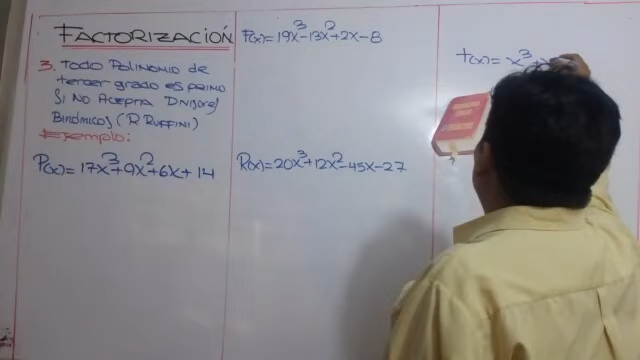 FACTORIZACIÓN
3. TODO POLINOMIO DE
TERCER GRADO ES PRIMO
SI NO ACEPTA DIVISORES
BINÓMICOS (R RUFFINI)
Exemplo:
P(x)= 17x³+9x²+6x+14
F(x)= 19x³-13x²+2x-8
R(x)= 20x³+12x²-45x-27
t(x)= x³